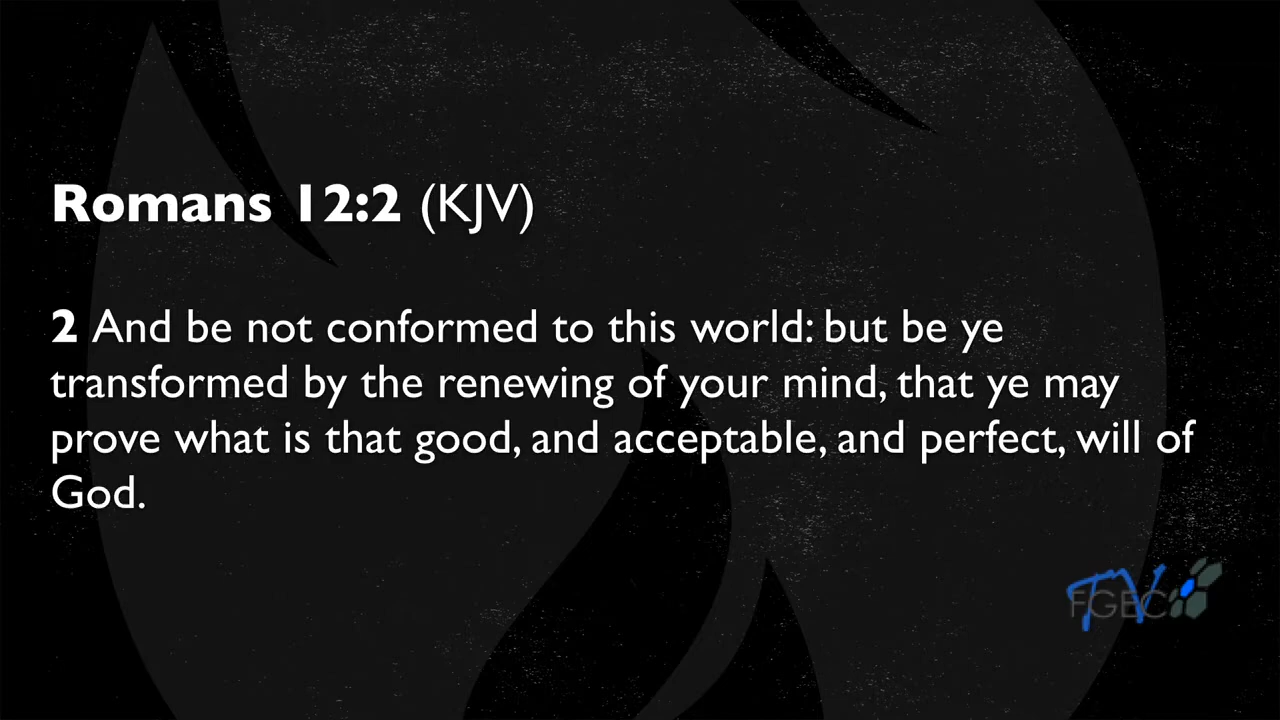 Romans 12:2 (KJV)
2 And be not conformed to this world: but be ye
transformed by the renewing of your mind, that ye may
prove what is that good, and acceptable, and perfect, will of
God.
TV
FGEC